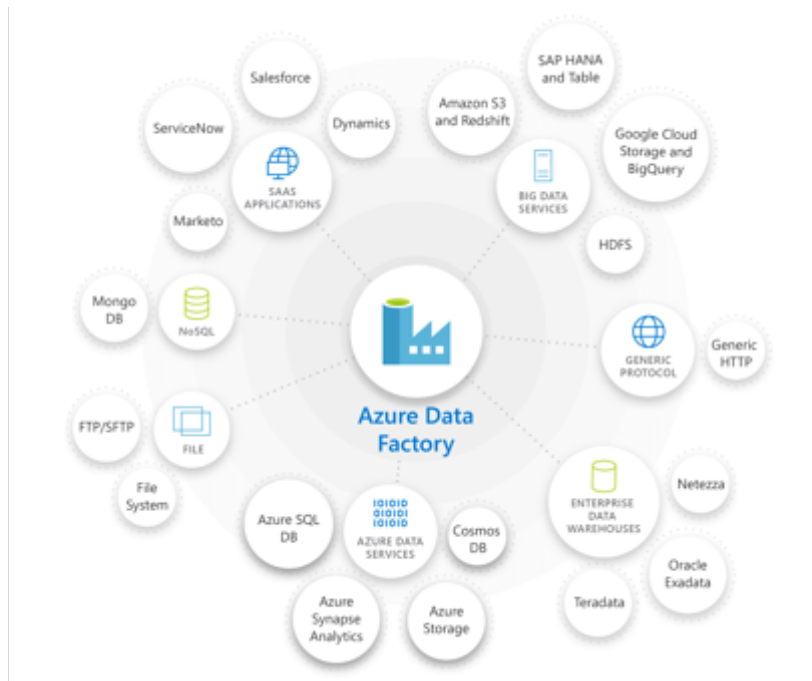 Salesforce
ServiceNow
Dynamics
SAAS
APPLICATIONS
Marketo
SAP HANA
and Table
Amazon S3
and Redshift
Google Cloud
Storage and
BigQuery
BIG DATA
SERVICES
HDFS
Mongo
DB
NoSQL
GENERIC
PROTOCOL
Generic
HTTP
Azure Data
Factory
FTP/SFTP
FILE
File
System
Azure SQL
DB
AZURE DATA
SERVICES
Cosmos
DB
Azure
Synapse
Analytics
Azure
Storage
ENTERPRISE
DATA
WAREHOUSES
Netezza
Oracle
Exadata
Teradata